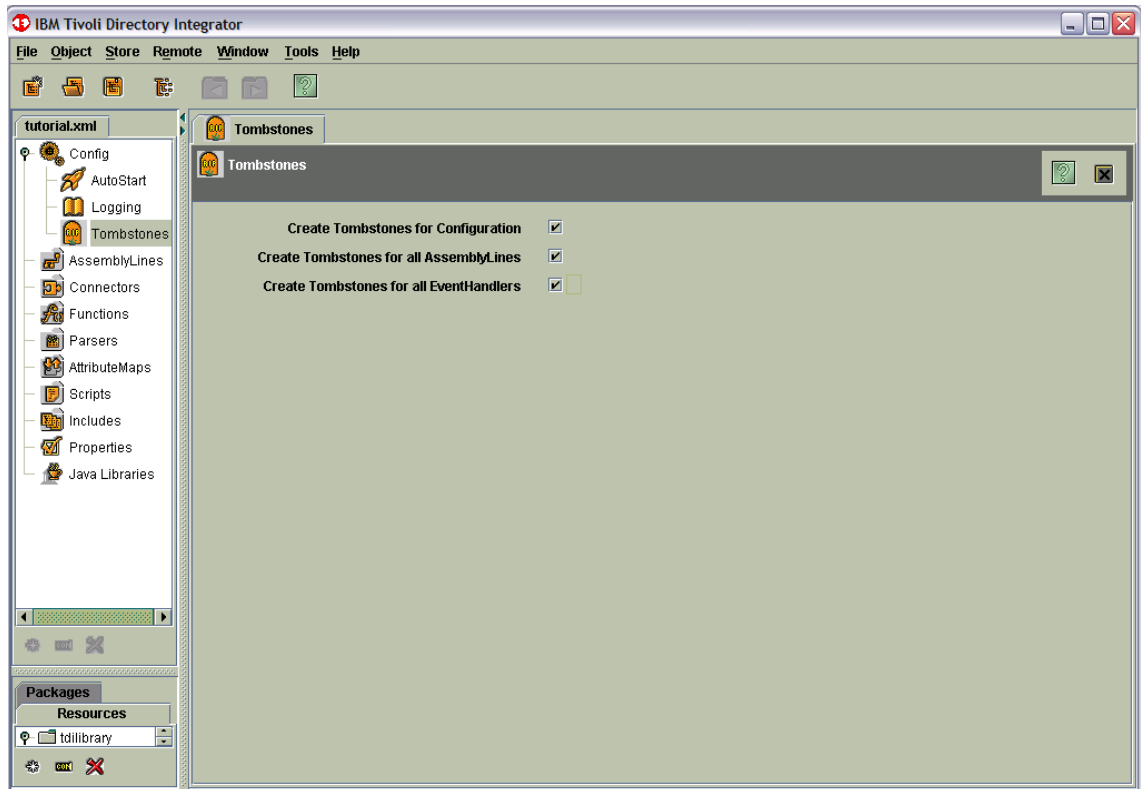 IBM Tivoli Directory Integrator
File Object Store Remote Window Tools Help
tutorial.xml
Config
AutoStart
Logging
Tombstones
AssemblyLines
Connectors
Functions
Parsers
AttributeMaps
Scripts
Includes
Properties
Java Libraries
Packages
Resources
tdilibrary
Tombstones
Tombstones
Create Tombstones for Configuration
Create Tombstones for all AssemblyLines
Create Tombstones for all EventHandlers